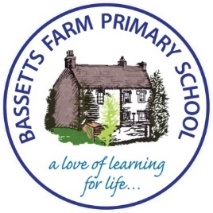 BASSETTS FARM PRIMARY SCHOOL
a love of learning
for life...